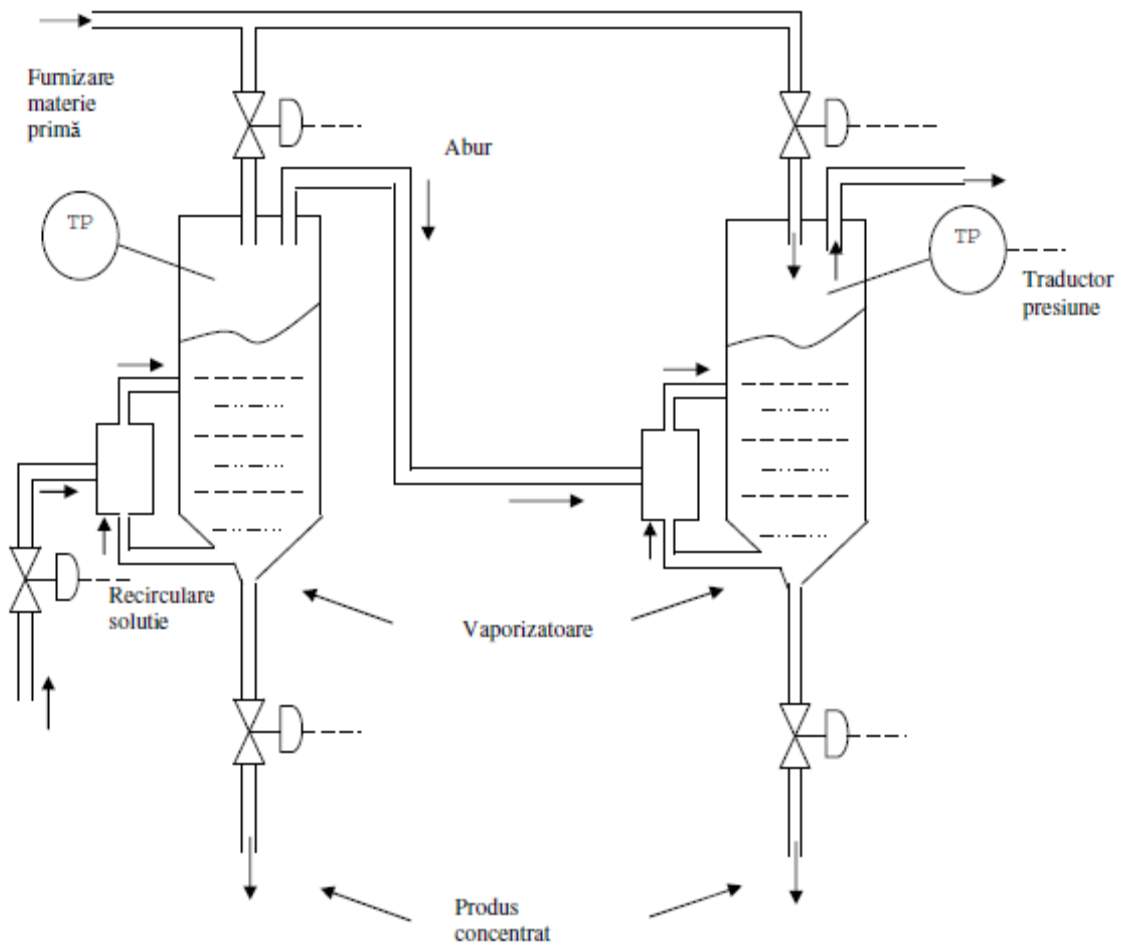 Furnizare
materie
primă
Abur
TP
TP
Traductor
presiune
Recirculare
solutie
Vaporizatoare
Produs
concentrat